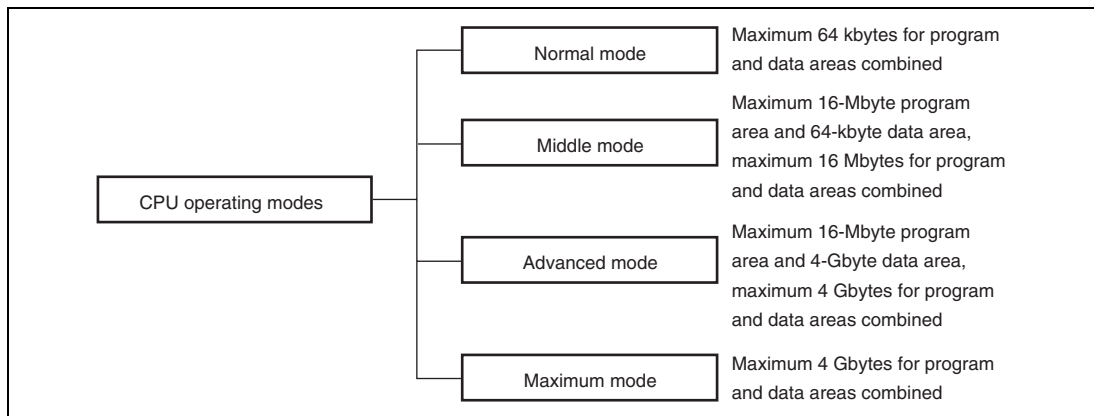 CPU operating modes
Normal mode
Maximum 64 kbytes for program
and data areas combined
Middle mode
Maximum 16-Mbyte program
area and 64-kbyte data area,
maximum 16 Mbytes for program
and data areas combined
Advanced mode
Maximum 16-Mbyte program
area and 4-Gbyte data area,
maximum 4 Gbytes for program
and data areas combined
Maximum mode
Maximum 4 Gbytes for program
and data areas combined